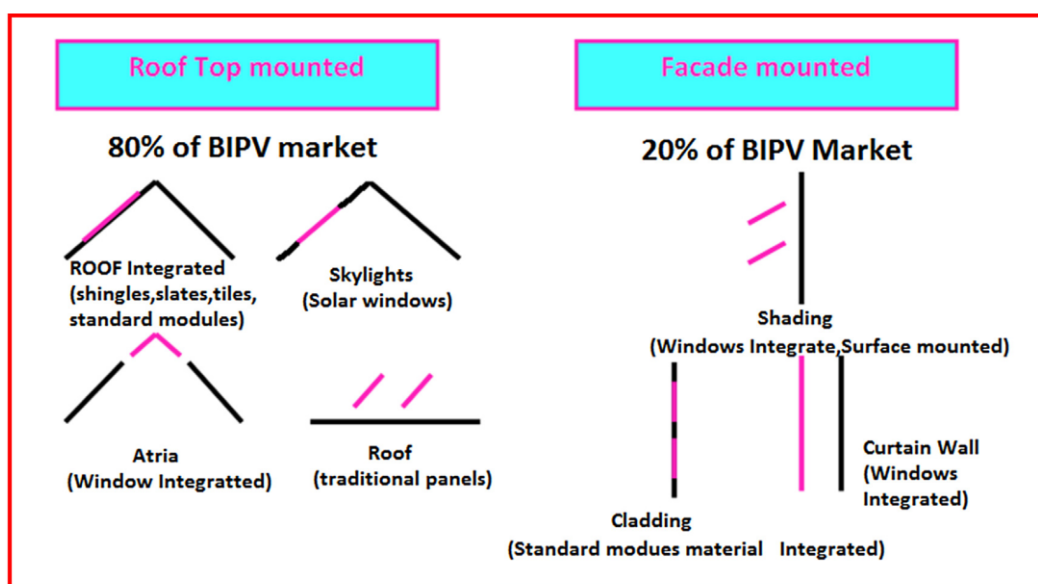 Roof Top mounted
80% of BIPV market
ROOF Integrated
(shingles,slates,tiles,
standard modules)
Skylights
(Solar windows)
Atria
(Window Integratted)
Roof
(traditional panels)
Facade mounted
20% of BIPV Market
Shading
(Windows Integrate,Surface mounted)
Cladding
(Standard modues material Integrated)
Curtain Wall
(Windows
Integrated)